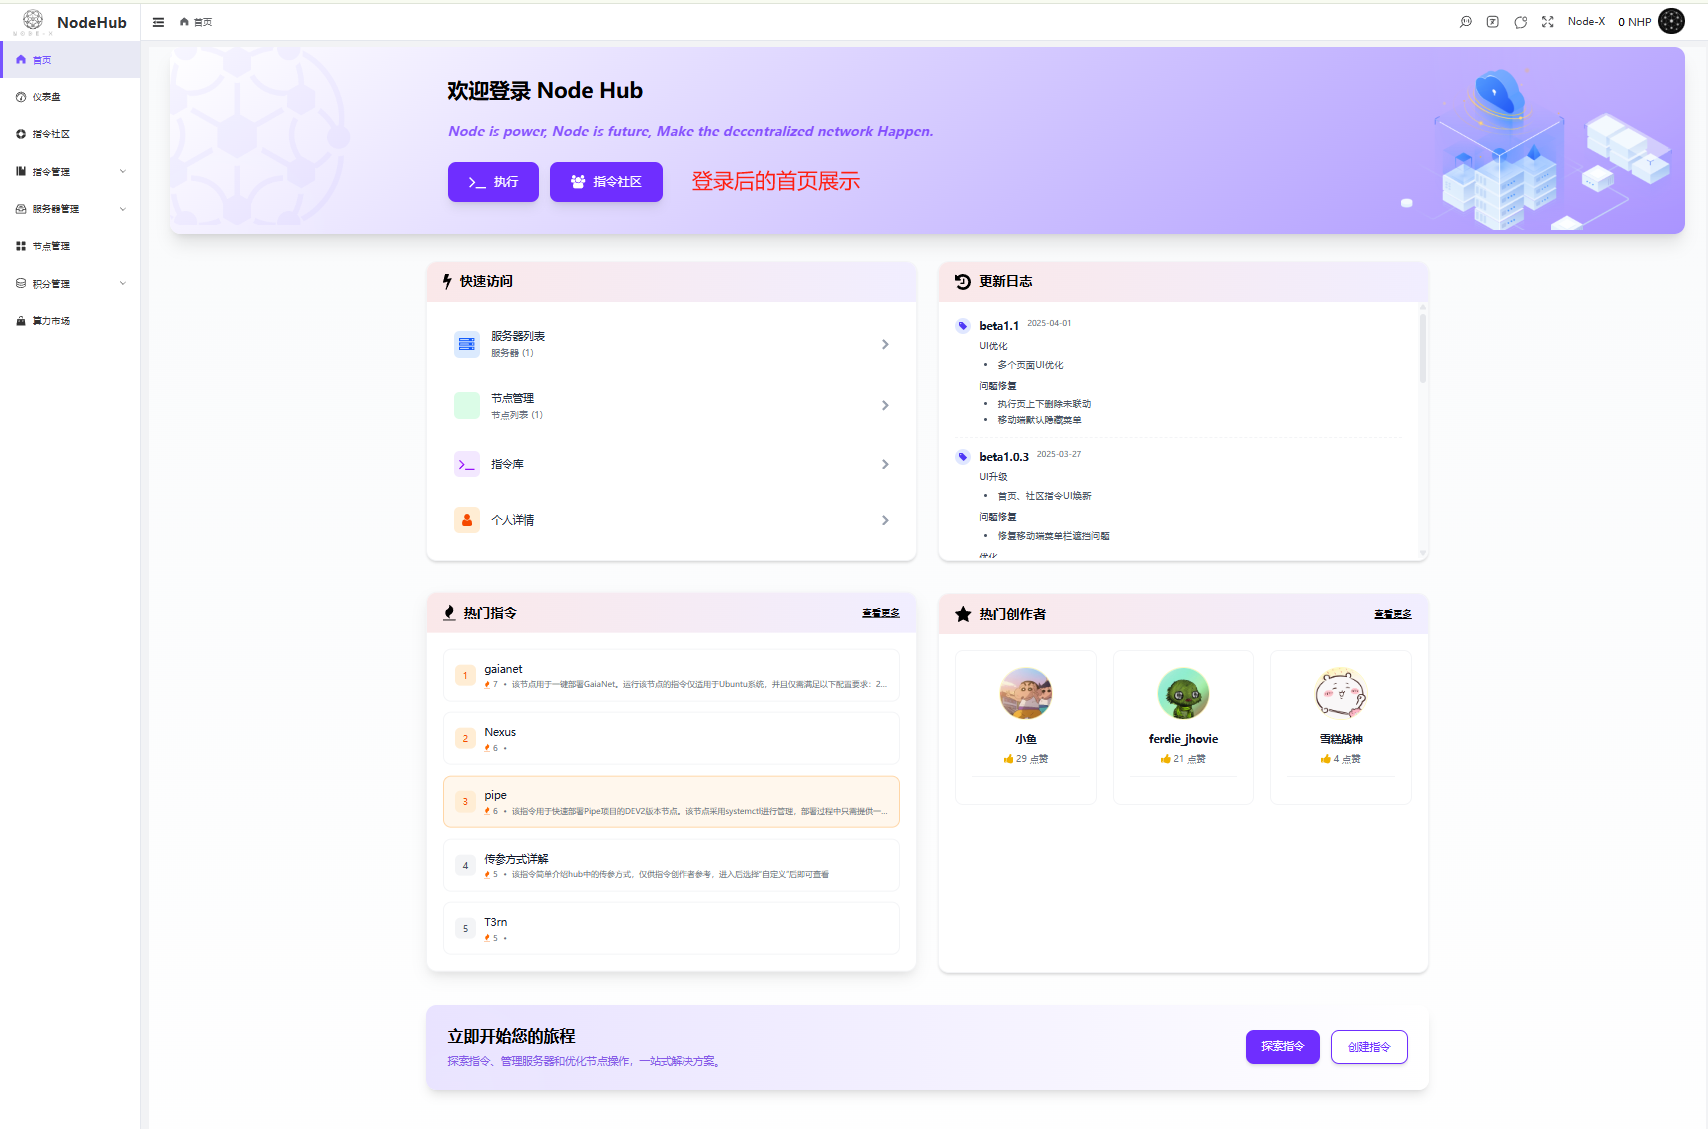 NodeHub
NODE-X
首页
Node-X
0 NHP
首页
仪表盘
指令社区
指令管理
服务器管理
节点管理
积分管理
算力市场
欢迎登录 Node Hub
Node is power, Node is future, Make the decentralized network Happen.
执行
指令社区
登录后的首页展示
快速访问
服务器列表
服务器 (1)
节点管理
节点列表 (1)
指令库
个人详情
更新日志
beta1.1 2025-04-01
UI优化
• 多个页面UI优化
问题修复
• 执行页上下删除未联动
• 移动端默认隐藏菜单
beta1.0.3 2025-03-27
UI升级
• 首页、社区指令UI焕新
问题修复
• 修复移动端菜单栏遮挡问题
优化
热门指令
查看更多
1
gaianet
7 • 该节点用于一键部署GaiaNet。运行该节点的指令仅适用于Ubuntu系统，并且仅需满足以下配置要求：2...
2
Nexus
6 •
3
pipe
6 • 该指令用于快速部署Pipe项目的DEV2版本节点。该节点采用systemctl进行管理，部署过程中只需提供一...
4
传参方式详解
5 • 该指令简单介绍hub中的传参方式，仅供指令创作者参考，进入后选择"自定义"后即可查看
5
T3rn
5 •
热门创作者
查看更多
小鱼
29 点赞
ferdie_jhovie
21 点赞
雪糕战神
4 点赞
立即开始您的旅程
探索指令、管理服务器和优化节点操作，一站式解决方案。
探索指令
创建指令